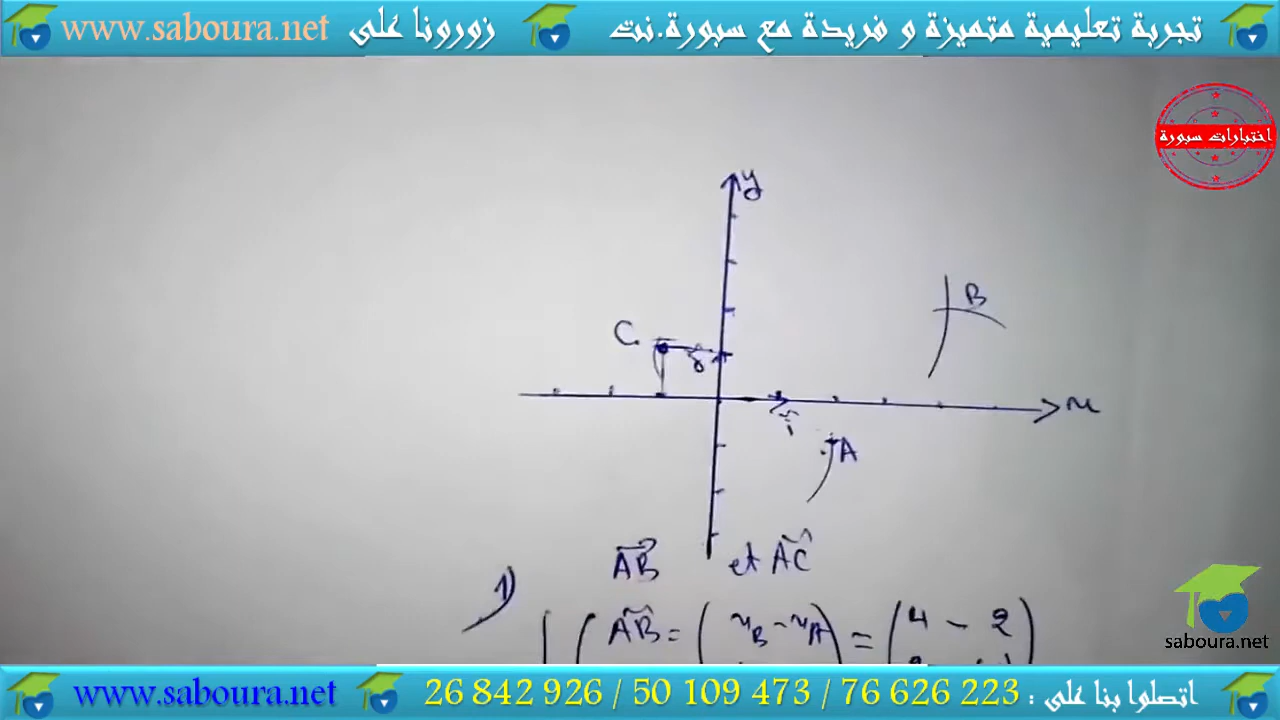 تجربة تعليمية متميزة و فريدة مع سبورة.نت زورونا على www.saboura.net
اختبارات سبورة
y
B
C
j
x
i
A
1) AB et AC
AB = ( xB - xA ) = ( 4 - 2 )
saboura.net
اتصلوا بنا على : 26 842 926 / 50 109 473 / 76 626 223 www.saboura.net